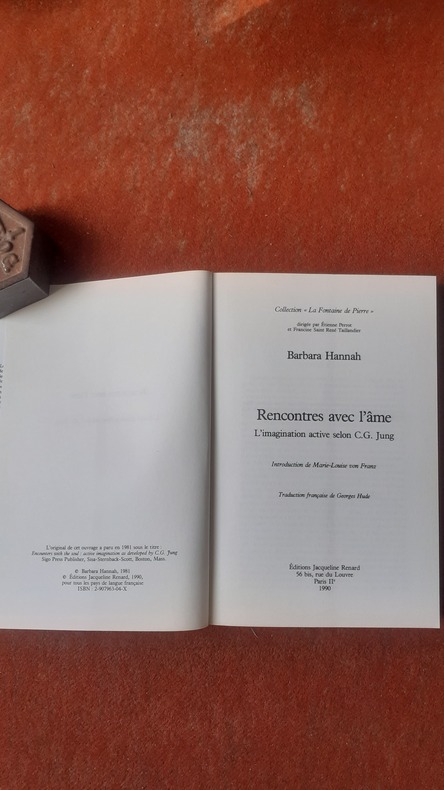 L'original de cet ouvrage a paru en 1981 sous le titre :
Encounters with the soul : active imagination as developed by C.G. Jung
Sigo Press Publisher, Sisa-Sternback-Scott, Boston, Mass.
© Barbara Hannah, 1981
© Éditions Jacqueline Renard, 1990,
pour tous les pays de langue française
ISBN : 2-907963-04-X
Collection « La Fontaine de Pierre »
dirigée par Étienne Perrot
et Francine Saint René Taillandier
Barbara Hannah
Rencontres avec l'âme
L'imagination active selon C.G. Jung
Introduction de Marie-Louise von Franz
Traduction française de Georges Hude
Éditions Jacqueline Renard
56 bis, rue du Louvre
Paris IIe
1990